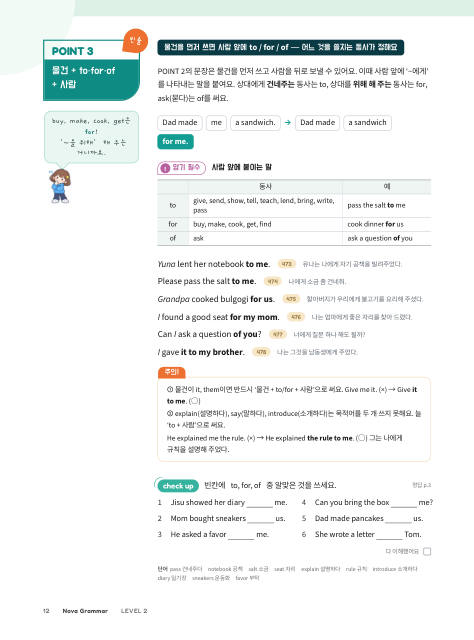 빈출
POINT 3
물건 + to·for·of
+ 사람
buy, make, cook, get은
for!
'~을 위해' 해 주는
거니까요.
물건을 먼저 쓰면 사람 앞에 to / for / of — 어느 것을 쓸지는 동사가 정해요
POINT 2의 문장은 물건을 먼저 쓰고 사람을 뒤로 보낼 수 있어요. 이때 사람 앞에 '~에게'
를 나타내는 말을 붙여요. 상대에게 건네주는 동사는 to, 상대를 위해 해 주는 동사는 for,
ask(묻다)는 of를 써요.
Dad made me a sandwich. → Dad made a sandwich
for me.
! 암기 필수 사람 앞에 붙이는 말
동사 예
to give, send, show, tell, teach, lend, bring, write, pass pass the salt to me
for buy, make, cook, get, find cook dinner for us
of ask ask a question of you
Yuna lent her notebook to me. 473 유나는 나에게 자기 공책을 빌려주었다.
Please pass the salt to me. 474 나에게 소금 좀 건네줘.
Grandpa cooked bulgogi for us. 475 할아버지가 우리에게 불고기를 요리해 주셨다.
I found a good seat for my mom. 476 나는 엄마에게 좋은 자리를 찾아 드렸다.
Can I ask a question of you? 477 너에게 질문 하나 해도 될까?
I gave it to my brother. 478 나는 그것을 남동생에게 주었다.
주의!
① 물건이 it, them이면 반드시 '물건 + to/for + 사람'으로 써요. Give me it. (×) → Give it
to me. (○)
② explain(설명하다), say(말하다), introduce(소개하다)는 목적어를 두 개 쓰지 못해요. 늘
'to + 사람'으로 써요.
He explained me the rule. (×) → He explained the rule to me. (○) 그는 나에게
규칙을 설명해 주었다.
check up 빈칸에 to, for, of 중 알맞은 것을 쓰세요. 정답 p.3
1 Jisu showed her diary ______ me. 4 Can you bring the box ______ me?
2 Mom bought sneakers ______ us. 5 Dad made pancakes ______ us.
3 He asked a favor ______ me. 6 She wrote a letter ______ Tom.
다 이해했어요
단어 pass 건네주다 notebook 공책 salt 소금 seat 자리 explain 설명하다 rule 규칙 introduce 소개하다
diary 일기장 sneakers 운동화 favor 부탁
12 Nova Grammar LEVEL 2